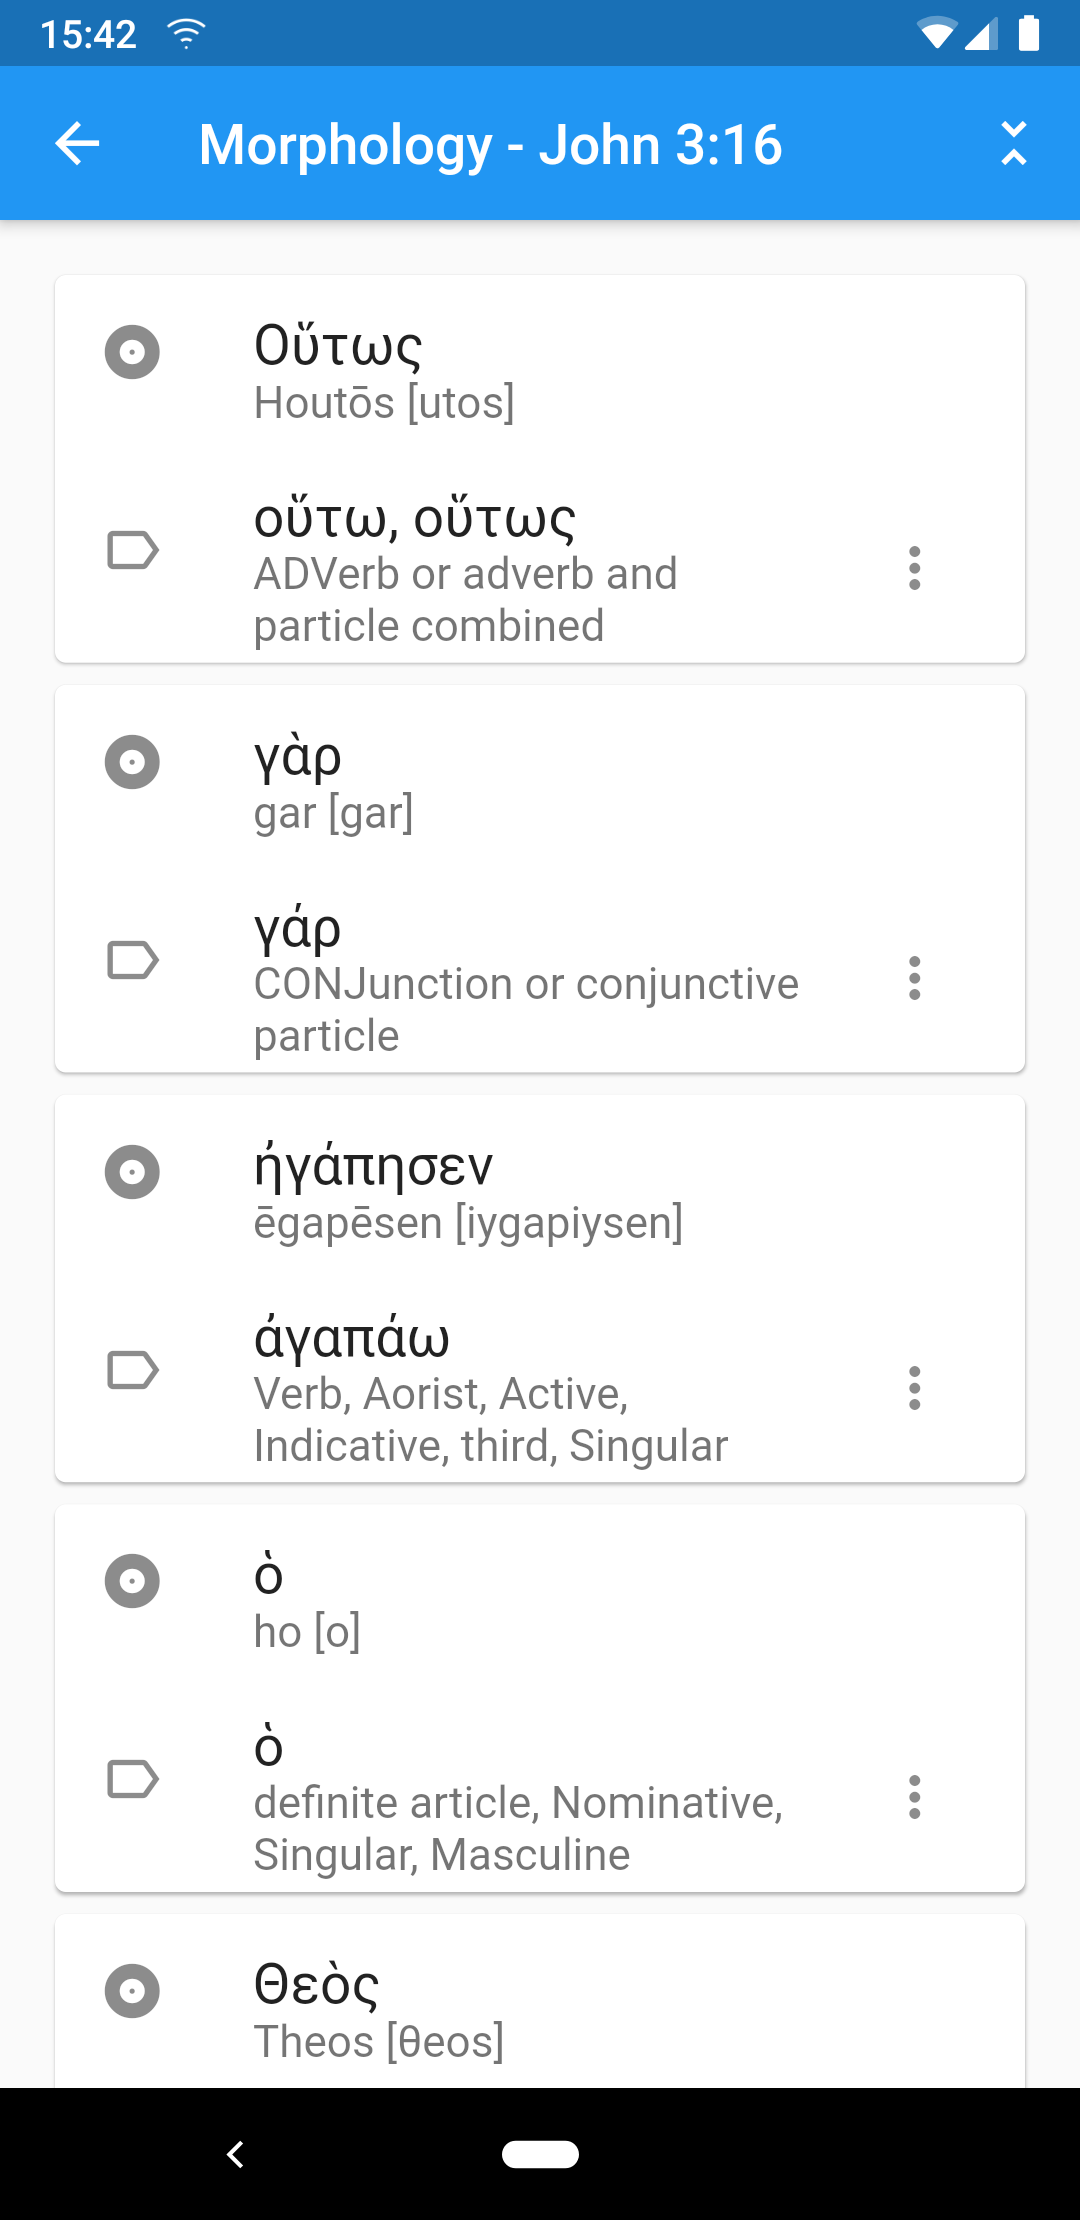 15:42
Morphology - John 3:16
Οὕτως
Houtōs [utos]
οὕτω, οὕτως
ADVerb or adverb and
particle combined
γὰρ
gar [gar]
γάρ
CONJunction or conjunctive
particle
ἠγάπησεν
ēgapēsen [iygapiysen]
ἀγαπάω
Verb, Aorist, Active,
Indicative, third, Singular
ὁ
ho [o]
ὁ
definite article, Nominative,
Singular, Masculine
Θεὸς
Theos [θeos]